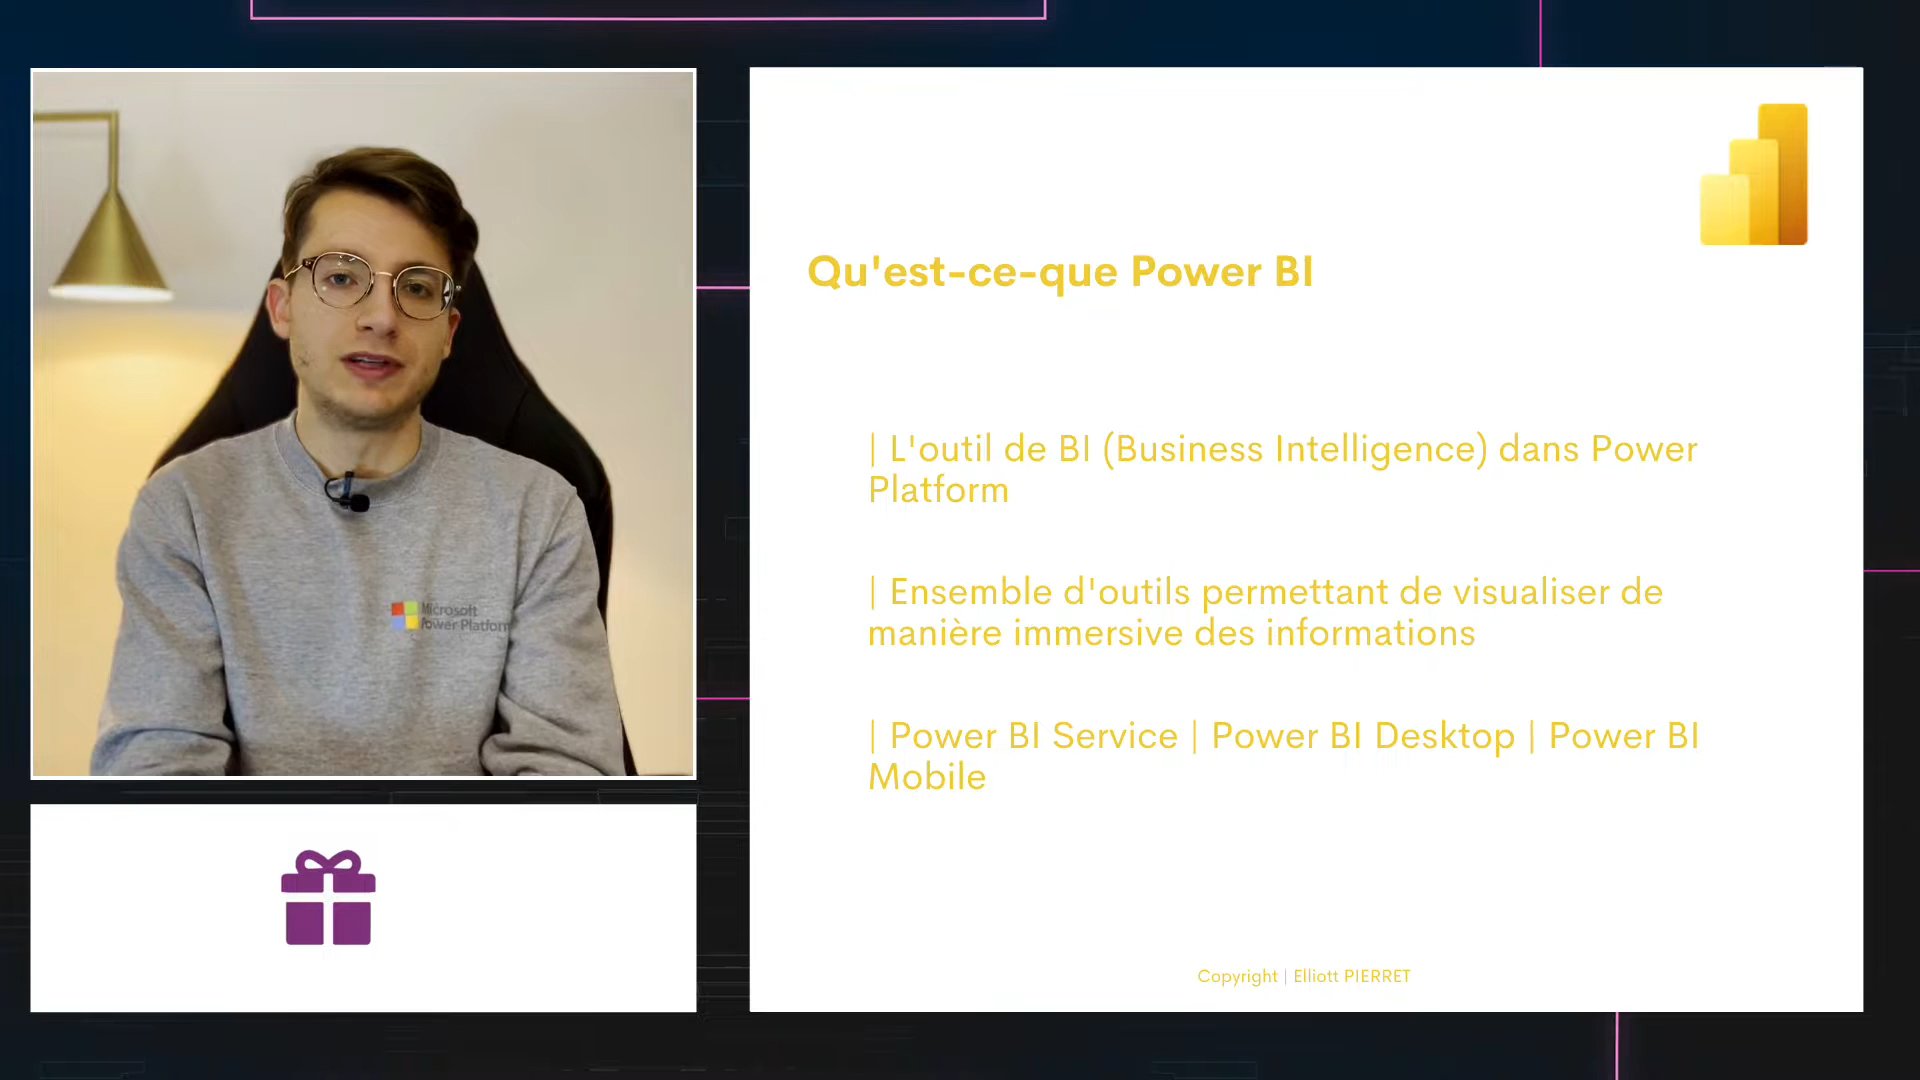 Qu'est-ce-que Power BI
| L'outil de BI (Business Intelligence) dans Power
Platform
| Ensemble d'outils permettant de visualiser de
manière immersive des informations
| Power BI Service | Power BI Desktop | Power BI
Mobile
Copyright | Elliott PIERRET
Microsoft
Power Platform